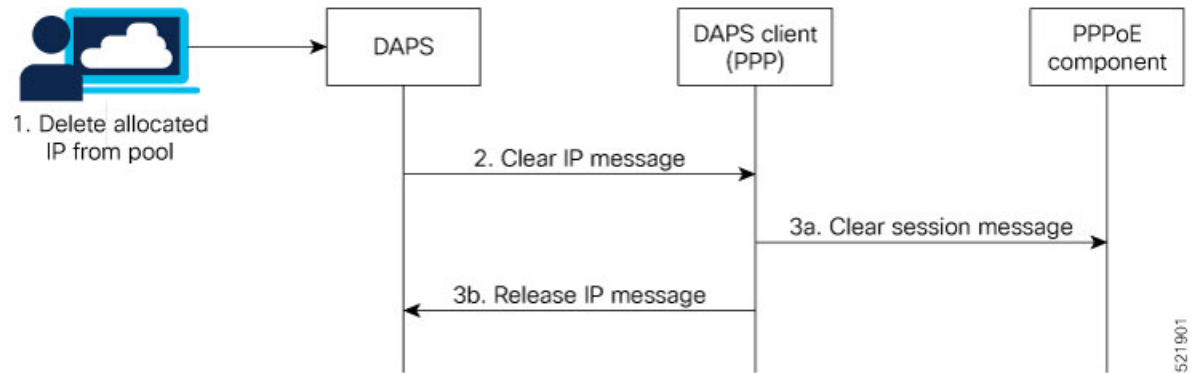 DAPS
DAPS client
(PPP)
PPPoE
component
1. Delete allocated
IP from pool
2. Clear IP message
3a. Clear session message
3b. Release IP message
521901